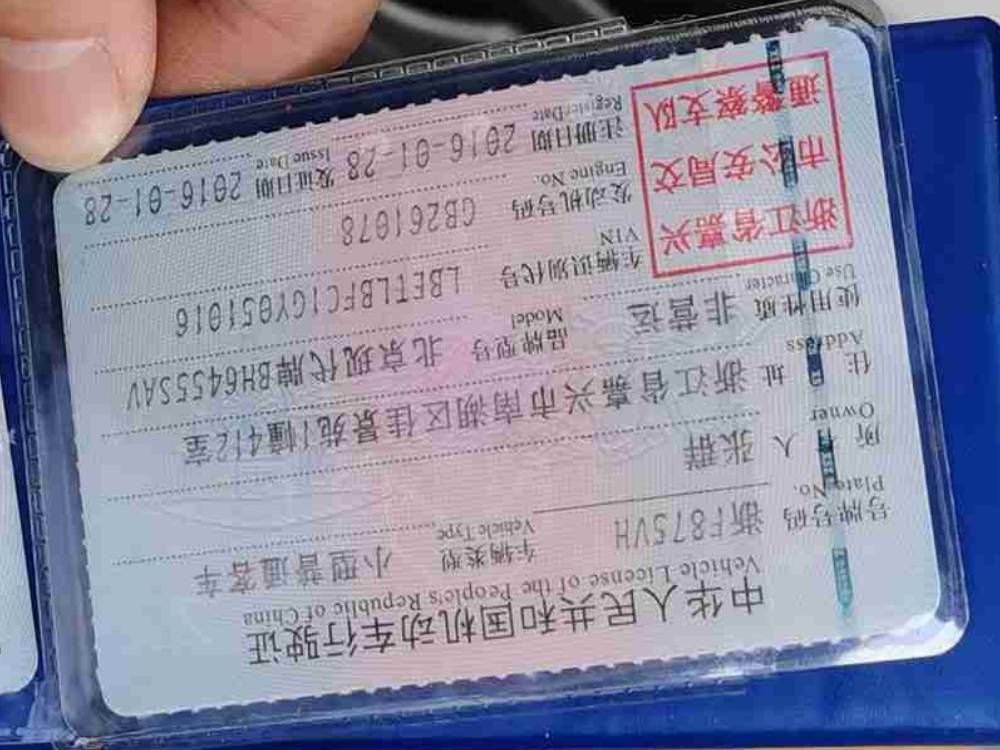 中华人民共和国机动车行驶证
Vehicle License of the People's Republic of China
号牌号码 浙F875VH 车辆类型 小型普通客车
Plate No. Vehicle Type
所有人 张群
Owner
住址 浙江省嘉兴市南湖区佳景苑1幢412室
Address
使用性质 非营运 品牌型号 北京现代牌BH6455SAV
Use Character Model
车辆识别代号 LBETLBFC1GY051016
VIN
发动机号码 GB261078
Engine No.
注册日期 2016-01-28 发证日期 2016-01-28
Register Date Issue Date
浙江省嘉兴
市公安局交
通警察支队